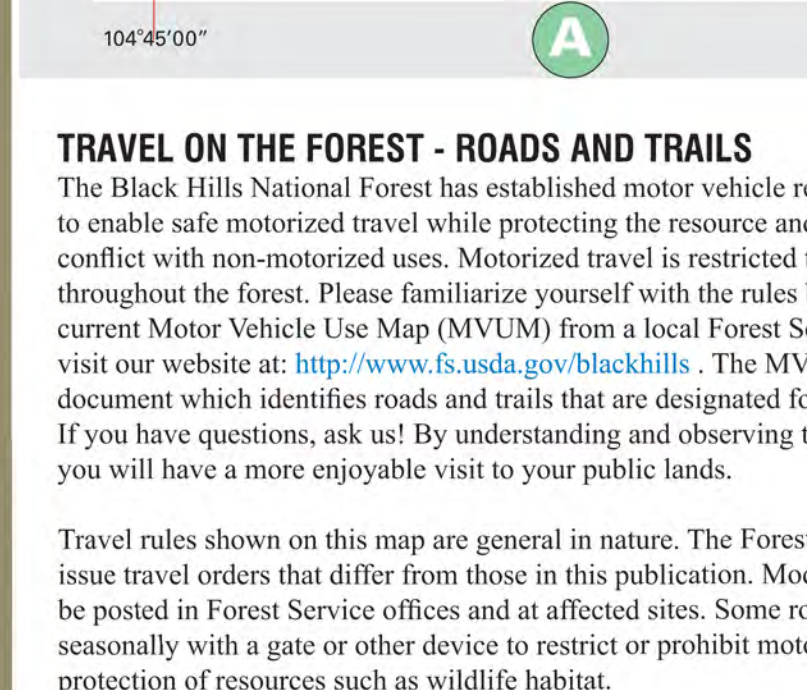 104°45'00"
A
TRAVEL ON THE FOREST - ROADS AND TRAILS
The Black Hills National Forest has established motor vehicle
to enable safe motorized travel while protecting the resource
conflict with non-motorized uses. Motorized travel is restricted
throughout the forest. Please familiarize yourself with the rules
current Motor Vehicle Use Map (MVUM) from a local Forest
visit our website at: http://www.fs.usda.gov/blackhills . The
document which identifies roads and trails that are designated
If you have questions, ask us! By understanding and observing
you will have a more enjoyable visit to your public lands.
Travel rules shown on this map are general in nature. The Forest
issue travel orders that differ from those in this publication.
be posted in Forest Service offices and at affected sites. Some
seasonally with a gate or other device to restrict or prohibit
protection of resources such as wildlife habitat.